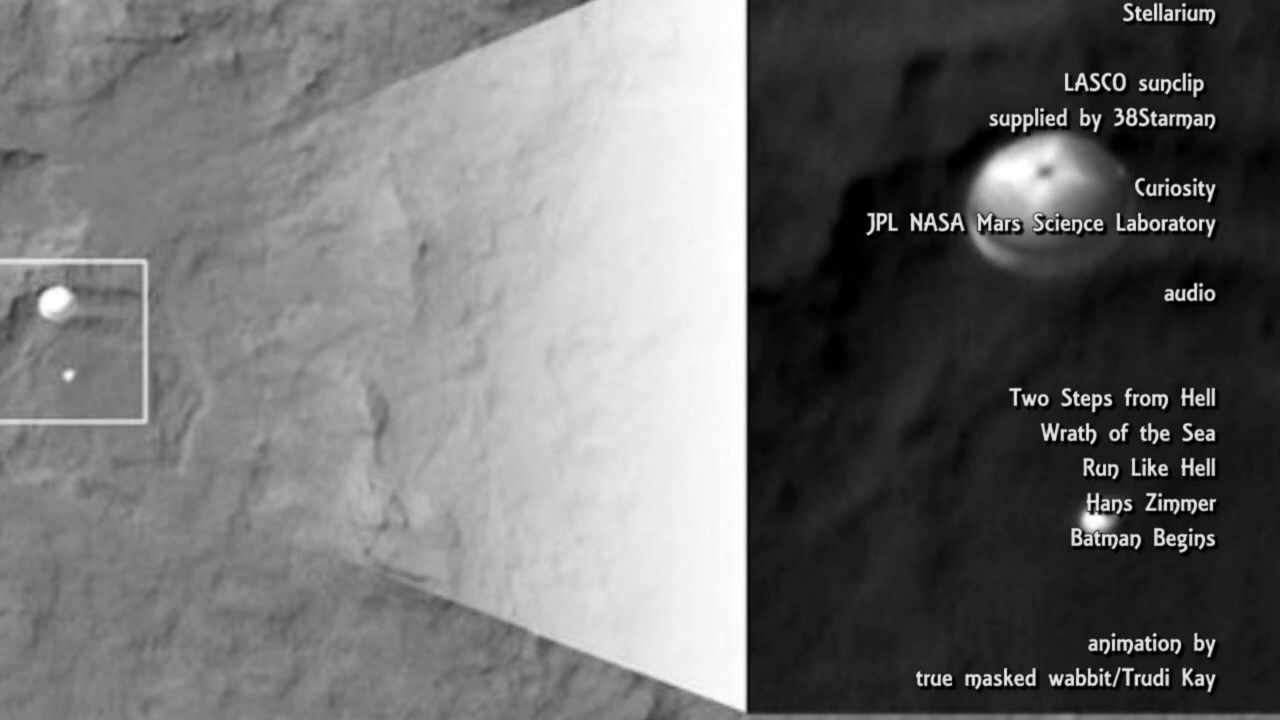 Stellarium
LASCO sunclip
supplied by 38Starman
Curiosity
JPL NASA Mars Science Laboratory
audio
Two Steps from Hell
Wrath of the Sea
Run Like Hell
Hans Zimmer
Batman Begins
animation by
true masked wabbit/Trudi Kay